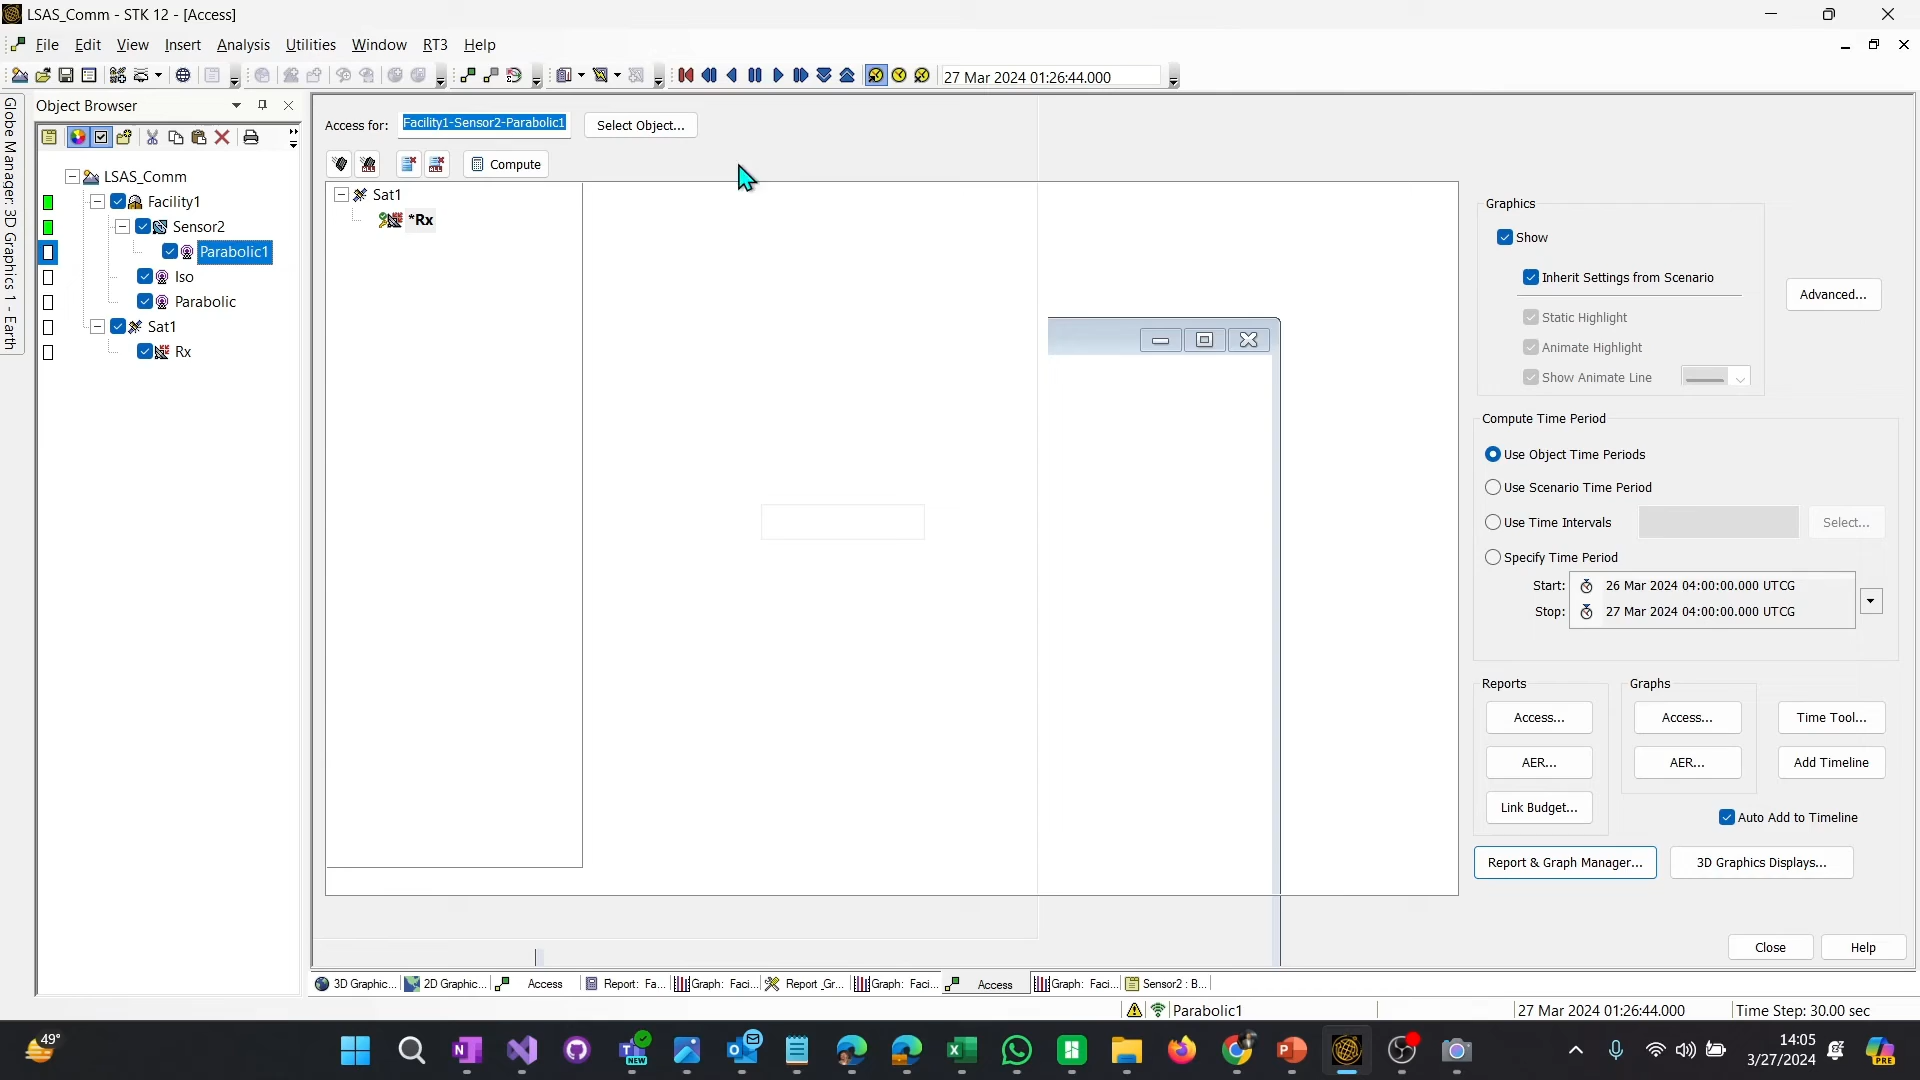 LSAS_Comm - STK 12 - [Access]
File Edit View Insert Analysis Utilities Window RT3 Help
27 Mar 2024 01:26:44.000
Globe Manager: 3D Graphics 1 - Earth
Object Browser
LSAS_Comm
Facility1
Sensor2
Parabolic1
Iso
Parabolic
Sat1
Rx
Access for: Facility1-Sensor2-Parabolic1 Select Object...
ALL ALL Compute
Sat1
*Rx
Graphics
Show
Inherit Settings from Scenario
Advanced...
Static Highlight
Animate Highlight
Show Animate Line
Compute Time Period
Use Object Time Periods
Use Scenario Time Period
Use Time Intervals Select...
Specify Time Period
Start: 26 Mar 2024 04:00:00.000 UTCG
Stop: 27 Mar 2024 04:00:00.000 UTCG
Reports Graphs
Access... Access... Time Tool...
AER... AER... Add Timeline
Link Budget... Auto Add to Timeline
Report & Graph Manager... 3D Graphics Displays...
Close Help
3D Graphic... 2D Graphic... Access Report: Fa... Graph: Faci... Report_Gr... Graph: Faci... Access Graph: Faci... Sensor2 : B...
Parabolic1 27 Mar 2024 01:26:44.000 Time Step: 30.00 sec
49°
NEW
14:05
3/27/2024
PRE